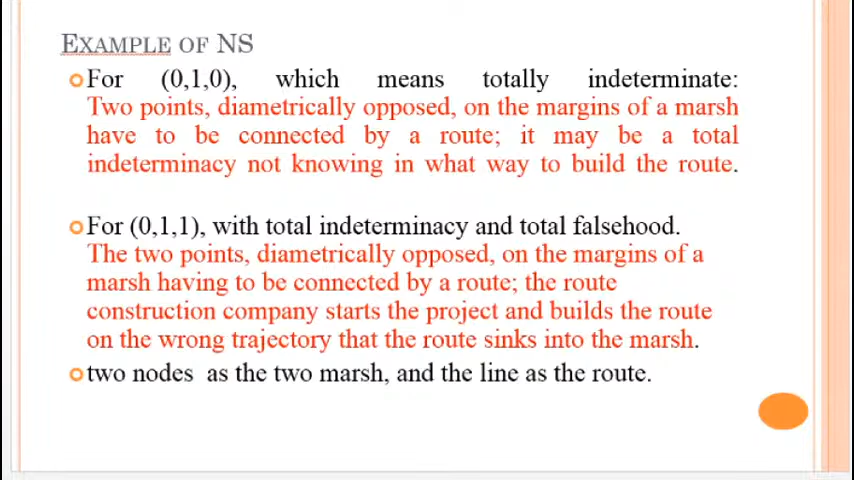 EXAMPLE OF NS
For (0,1,0), which means totally indeterminate:
Two points, diametrically opposed, on the margins of a marsh
have to be connected by a route; it may be a total
indeterminacy not knowing in what way to build the route.
For (0,1,1), with total indeterminacy and total falsehood.
The two points, diametrically opposed, on the margins of a
marsh having to be connected by a route; the route
construction company starts the project and builds the route
on the wrong trajectory that the route sinks into the marsh.
two nodes as the two marsh, and the line as the route.